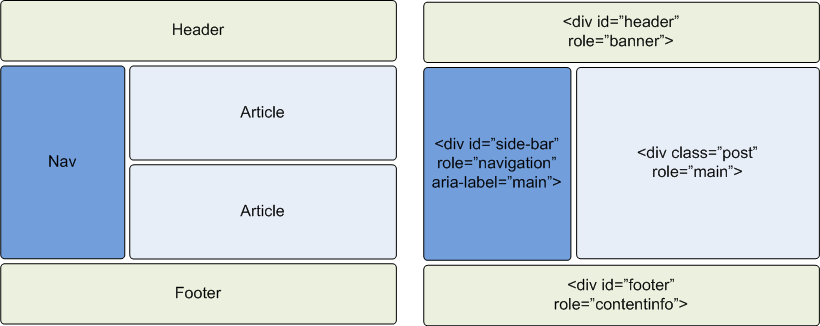 Header
Nav
Article
Article
Footer
<div id=”header”
role=”banner”>
<div id=”side-bar”
role=”navigation”
aria-label=”main”>
<div class=”post”
role=”main”>
<div id=”footer”
role=”contentinfo”>